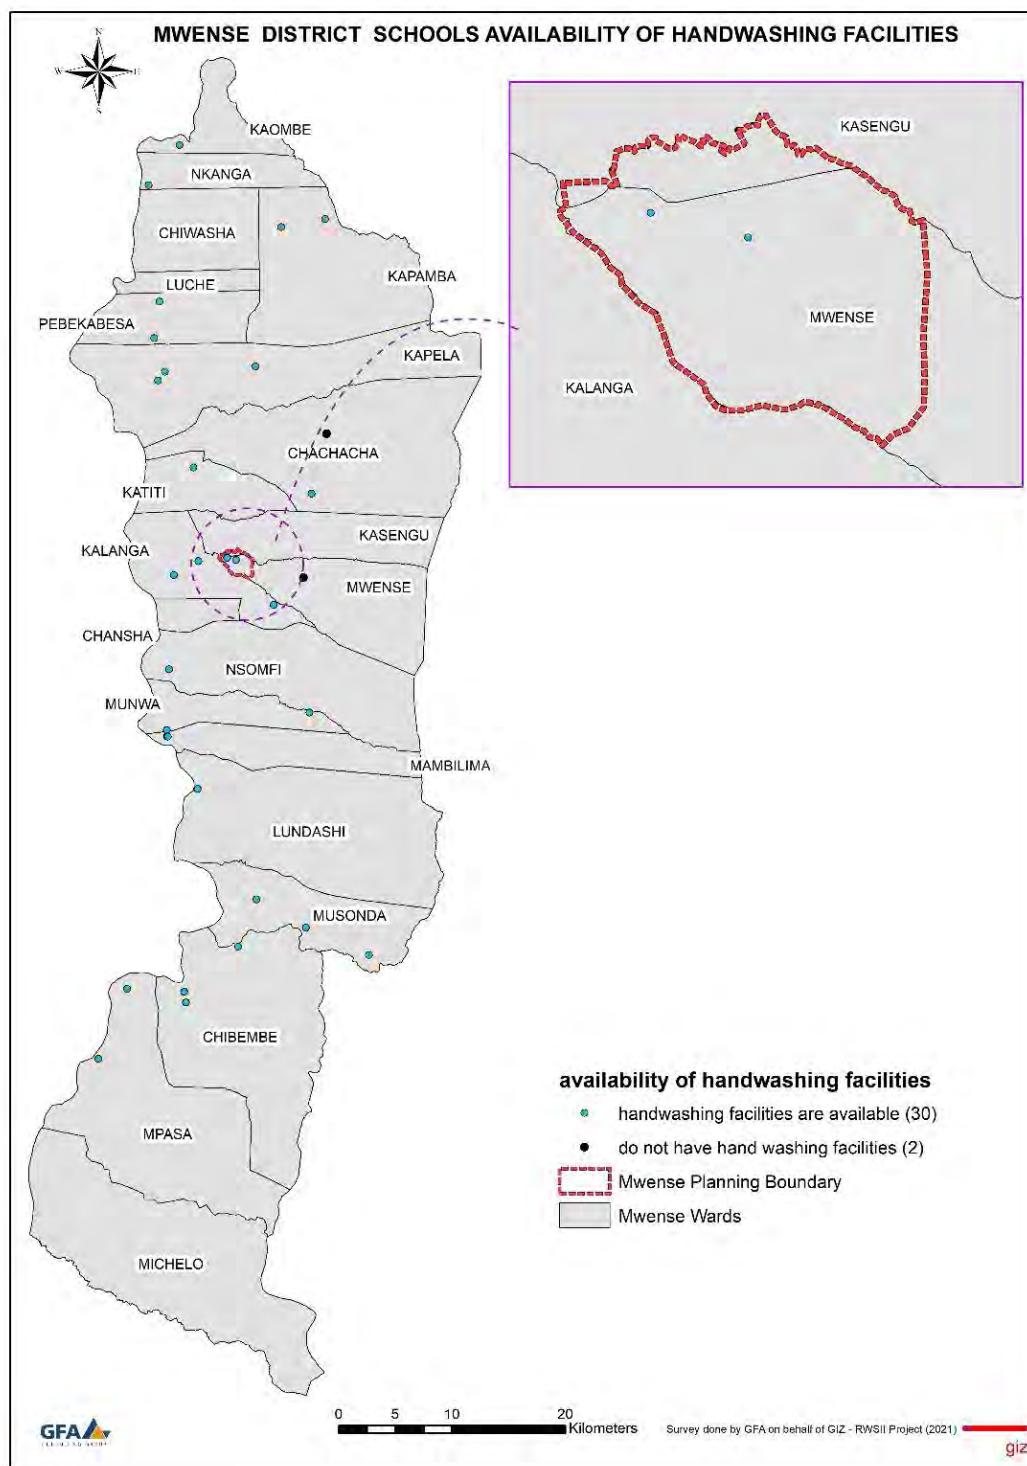 MWENSE DISTRICT SCHOOLS AVAILABILITY OF HANDWASHING FACILITIES
N
W
E
S
KAOMBE
NKANGA
CHIWASHA
LUCHE
KAPAMBA
PEBEKABESA
KAPELA
CHACHACHA
KATITI
KASENGU
KALANGA
MWENSE
CHANSHA
NSOMFI
MUNWA
MAMBILIMA
LUNDASHI
MUSONDA
CHIBEMBE
MPASA
MICHELO
KASENGU
MWENSE
KALANGA
availability of handwashing facilities
handwashing facilities are available (30)
do not have hand washing facilities (2)
Mwense Planning Boundary
Mwense Wards
0 5 10 20
Kilometers
GFA
Survey done by GFA on behalf of GIZ - RWSII Project (2021)
giz